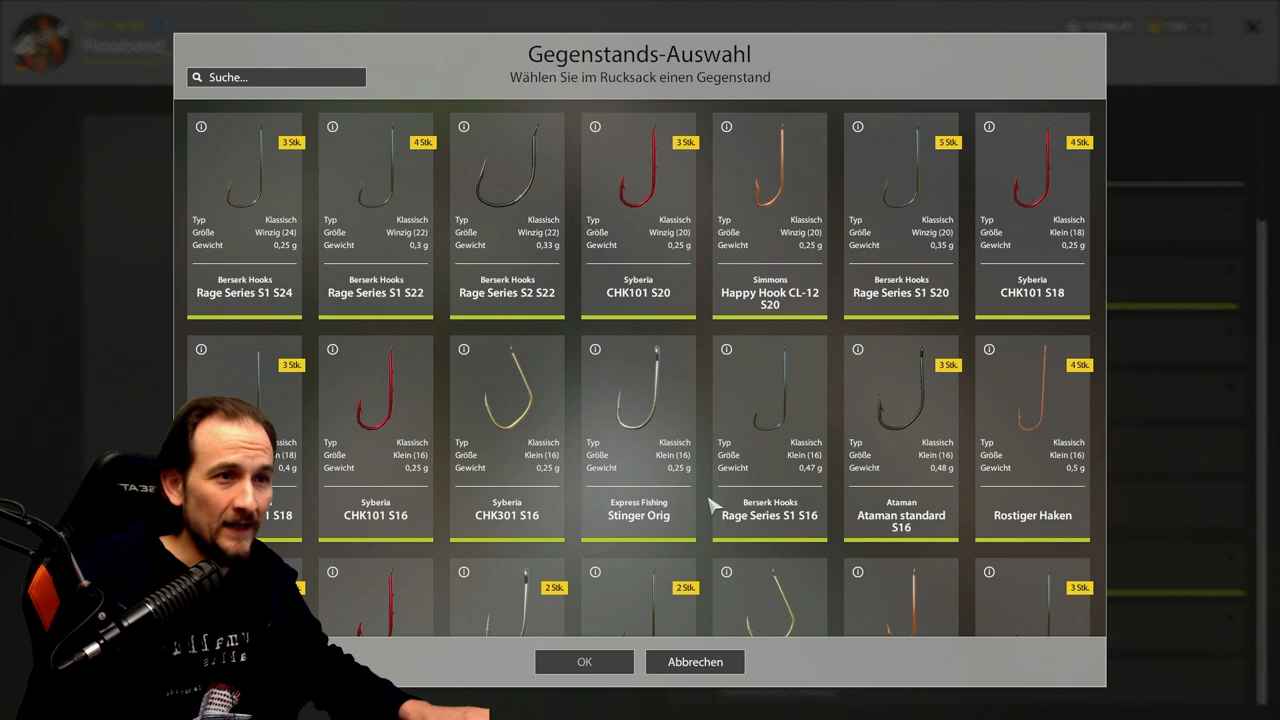 Gegenstands-Auswahl
Suche...
Wählen Sie im Rucksack einen Gegenstand
3 Stk.
Typ Klassisch
Größe Winzig (24)
Gewicht 0,25 g
Berserk Hooks
Rage Series S1 S24
4 Stk.
Typ Klassisch
Größe Winzig (22)
Gewicht 0,3 g
Berserk Hooks
Rage Series S1 S22
Typ Klassisch
Größe Winzig (22)
Gewicht 0,33 g
Berserk Hooks
Rage Series S2 S22
3 Stk.
Typ Klassisch
Größe Winzig (20)
Gewicht 0,25 g
Syberia
CHK101 S20
Typ Klassisch
Größe Winzig (20)
Gewicht 0,25 g
Simmons
Happy Hook CL-12
S20
5 Stk.
Typ Klassisch
Größe Winzig (20)
Gewicht 0,35 g
Berserk Hooks
Rage Series S1 S20
4 Stk.
Typ Klassisch
Größe Klein (18)
Gewicht 0,25 g
Syberia
CHK101 S18
3 Stk.
(18)
0,4 g
S18
Typ Klassisch
Größe Klein (16)
Gewicht 0,25 g
Syberia
CHK101 S16
Typ Klassisch
Größe Klein (16)
Gewicht 0,25 g
Syberia
CHK301 S16
Typ Klassisch
Größe Klein (16)
Gewicht 0,25 g
Express Fishing
Stinger Orig
Typ Klassisch
Größe Klein (16)
Gewicht 0,47 g
Berserk Hooks
Rage Series S1 S16
3 Stk.
Typ Klassisch
Größe Klein (16)
Gewicht 0,48 g
Ataman
Ataman standard
S16
4 Stk.
Typ Klassisch
Größe Klein (16)
Gewicht 0,5 g
Rostiger Haken
2 Stk.
2 Stk.
3 Stk.
OK
Abbrechen